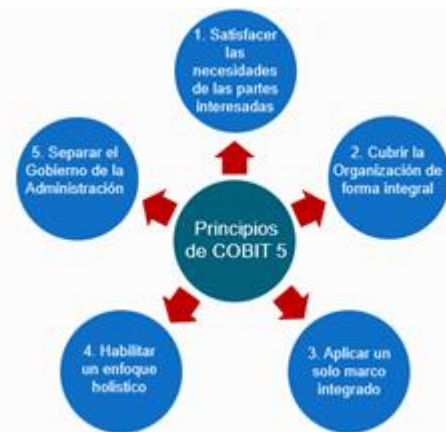 1. Satisfacer
las
necesidades
de las partes
interesadas
5. Separar el
Gobierno de la
Administración
2. Cubrir la
Organización de
forma integral
Principios
de COBIT 5
4. Habilitar
un enfoque
holístico
3. Aplicar un
solo marco
integrado